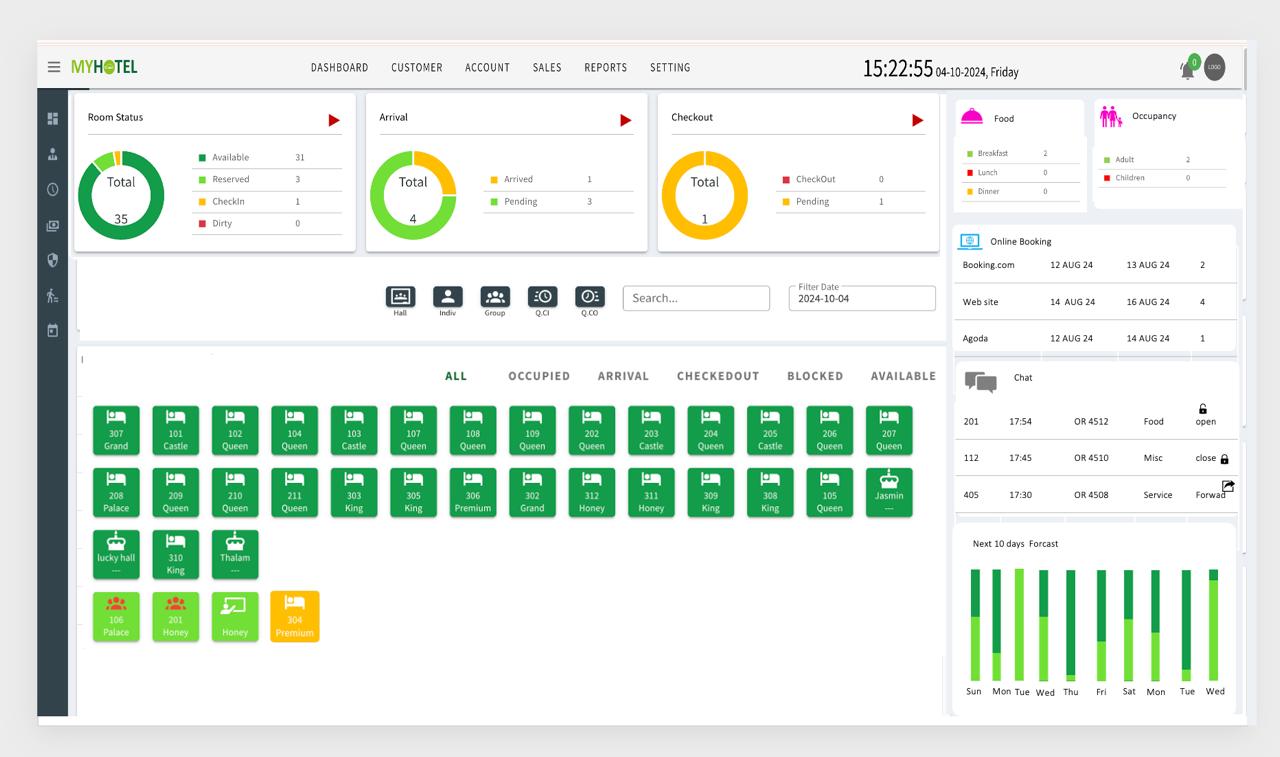 MYHOTEL
DASHBOARD CUSTOMER ACCOUNT SALES REPORTS SETTING
15:22:55 04-10-2024, Friday
0
LOGO
Room Status
Total
35
Available 31
Reserved 3
CheckIn 1
Dirty 0
Arrival
Total
4
Arrived 1
Pending 3
Checkout
Total
1
CheckOut 0
Pending 1
Food
Breakfast 2
Lunch 0
Dinner 0
Occupancy
Adult 2
Children 0
Hall Indiv Group Q.CI Q.CO
Search...
Filter Date
2024-10-04
Online Booking
Booking.com 12 AUG 24 13 AUG 24 2
Web site 14 AUG 24 16 AUG 24 4
Agoda 12 AUG 24 14 AUG 24 1
ALL OCCUPIED ARRIVAL CHECKEDOUT BLOCKED AVAILABLE
307 101 102 104 103 107 108 109 202 203 204 205 206 207
Grand Castle Queen Queen Castle Queen Queen Queen Queen Castle Queen Castle Queen Queen
208 209 210 211 303 305 306 302 312 311 309 308 105 Jasmin
Palace Queen Queen Queen King King Premium Grand Honey Honey King King Queen ---
lucky hall 310 Thalam
--- King ---
106 201 304
Palace Honey Honey Premium
Chat
201 17:54 OR 4512 Food open
112 17:45 OR 4510 Misc close
405 17:30 OR 4508 Service Forwad
Next 10 days Forcast
Sun Mon Tue Wed Thu Fri Sat Mon Tue Wed